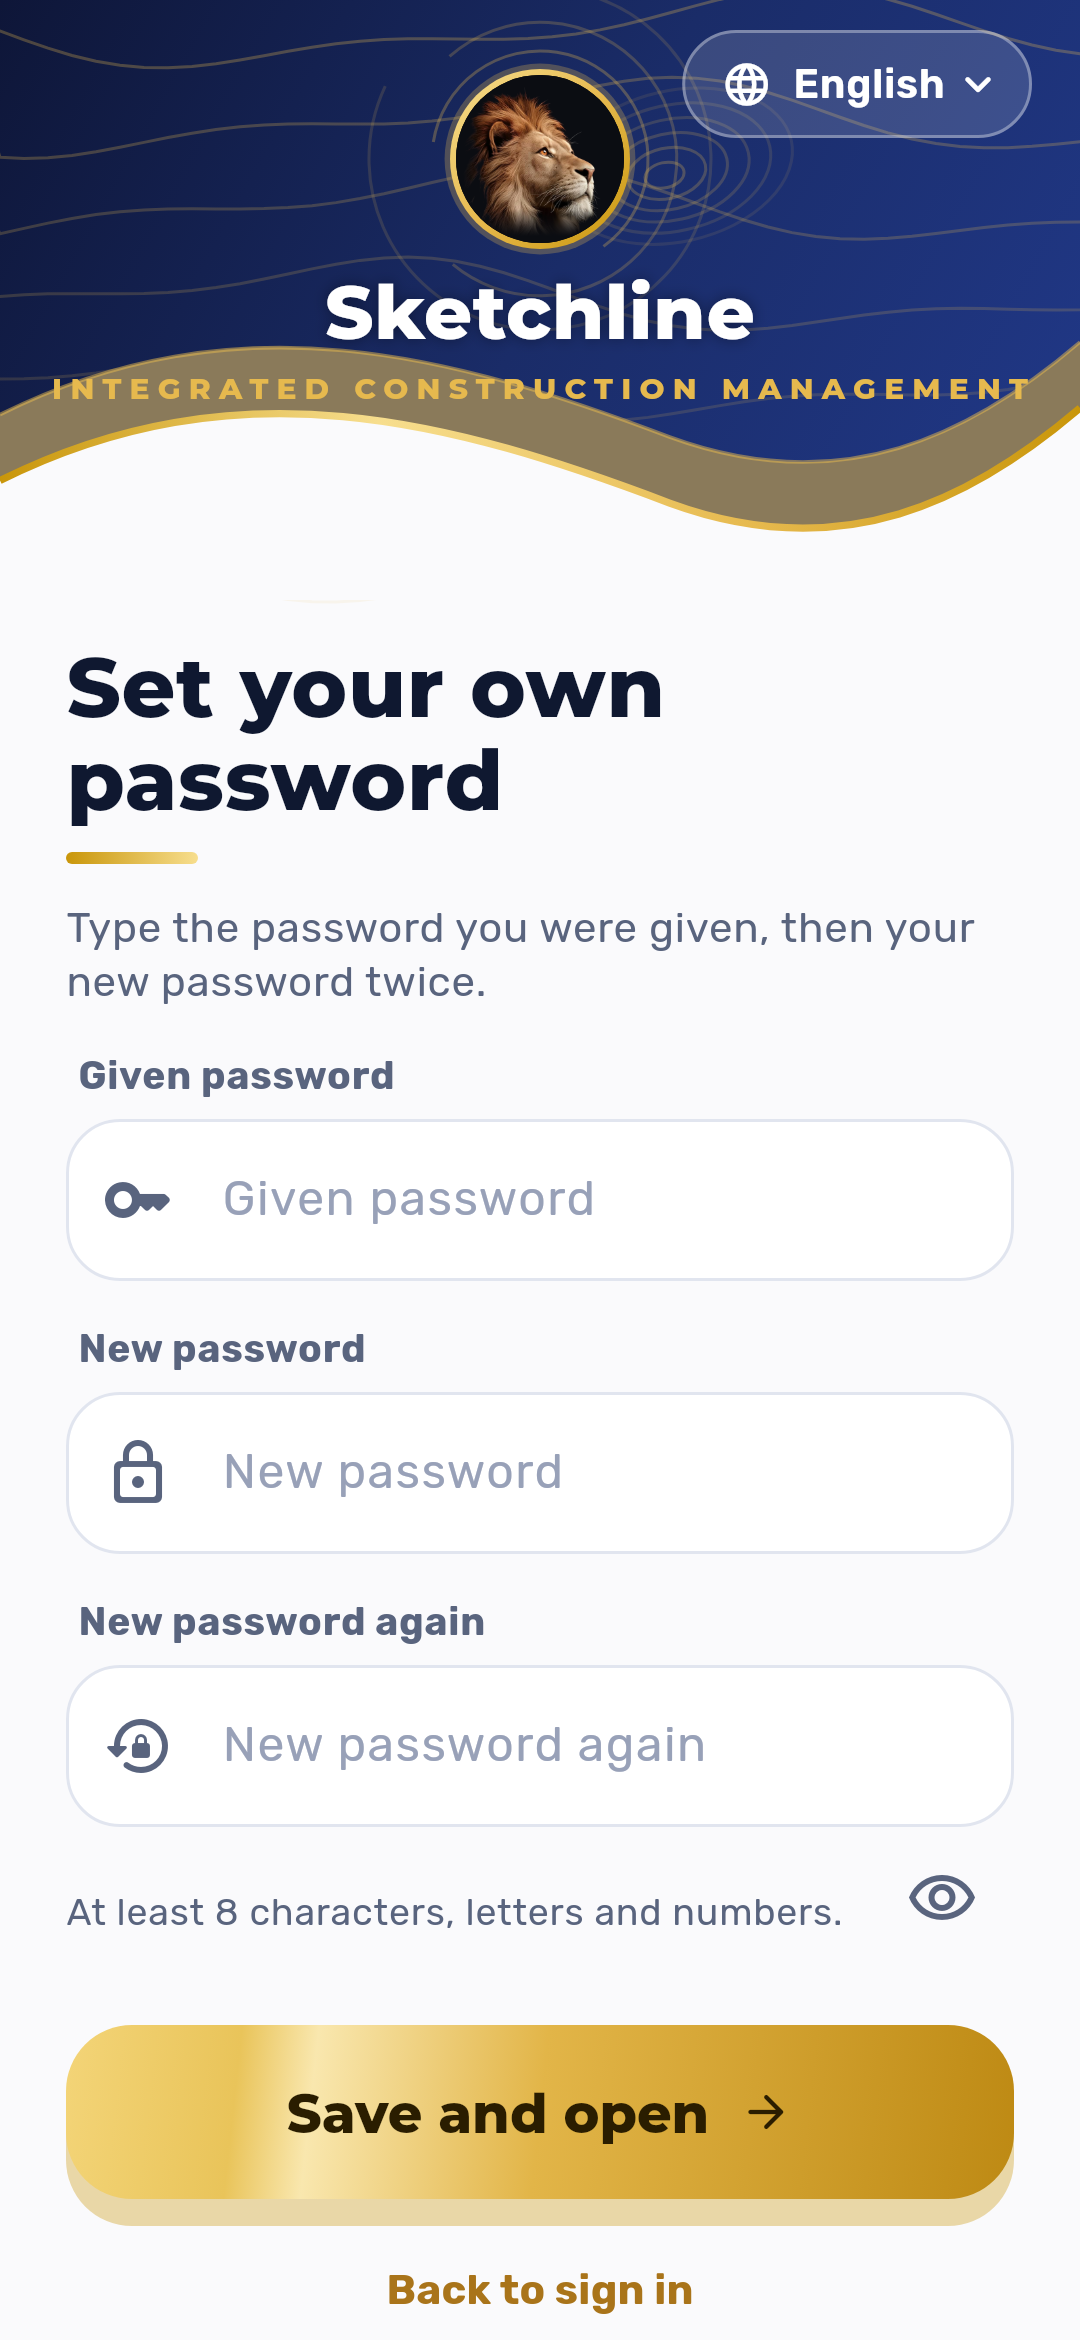 English
Sketchline
INTEGRATED CONSTRUCTION MANAGEMENT
Set your own
password
Type the password you were given, then your
new password twice.
Given password
Given password
New password
New password
New password again
New password again
At least 8 characters, letters and numbers.
Save and open
Back to sign in